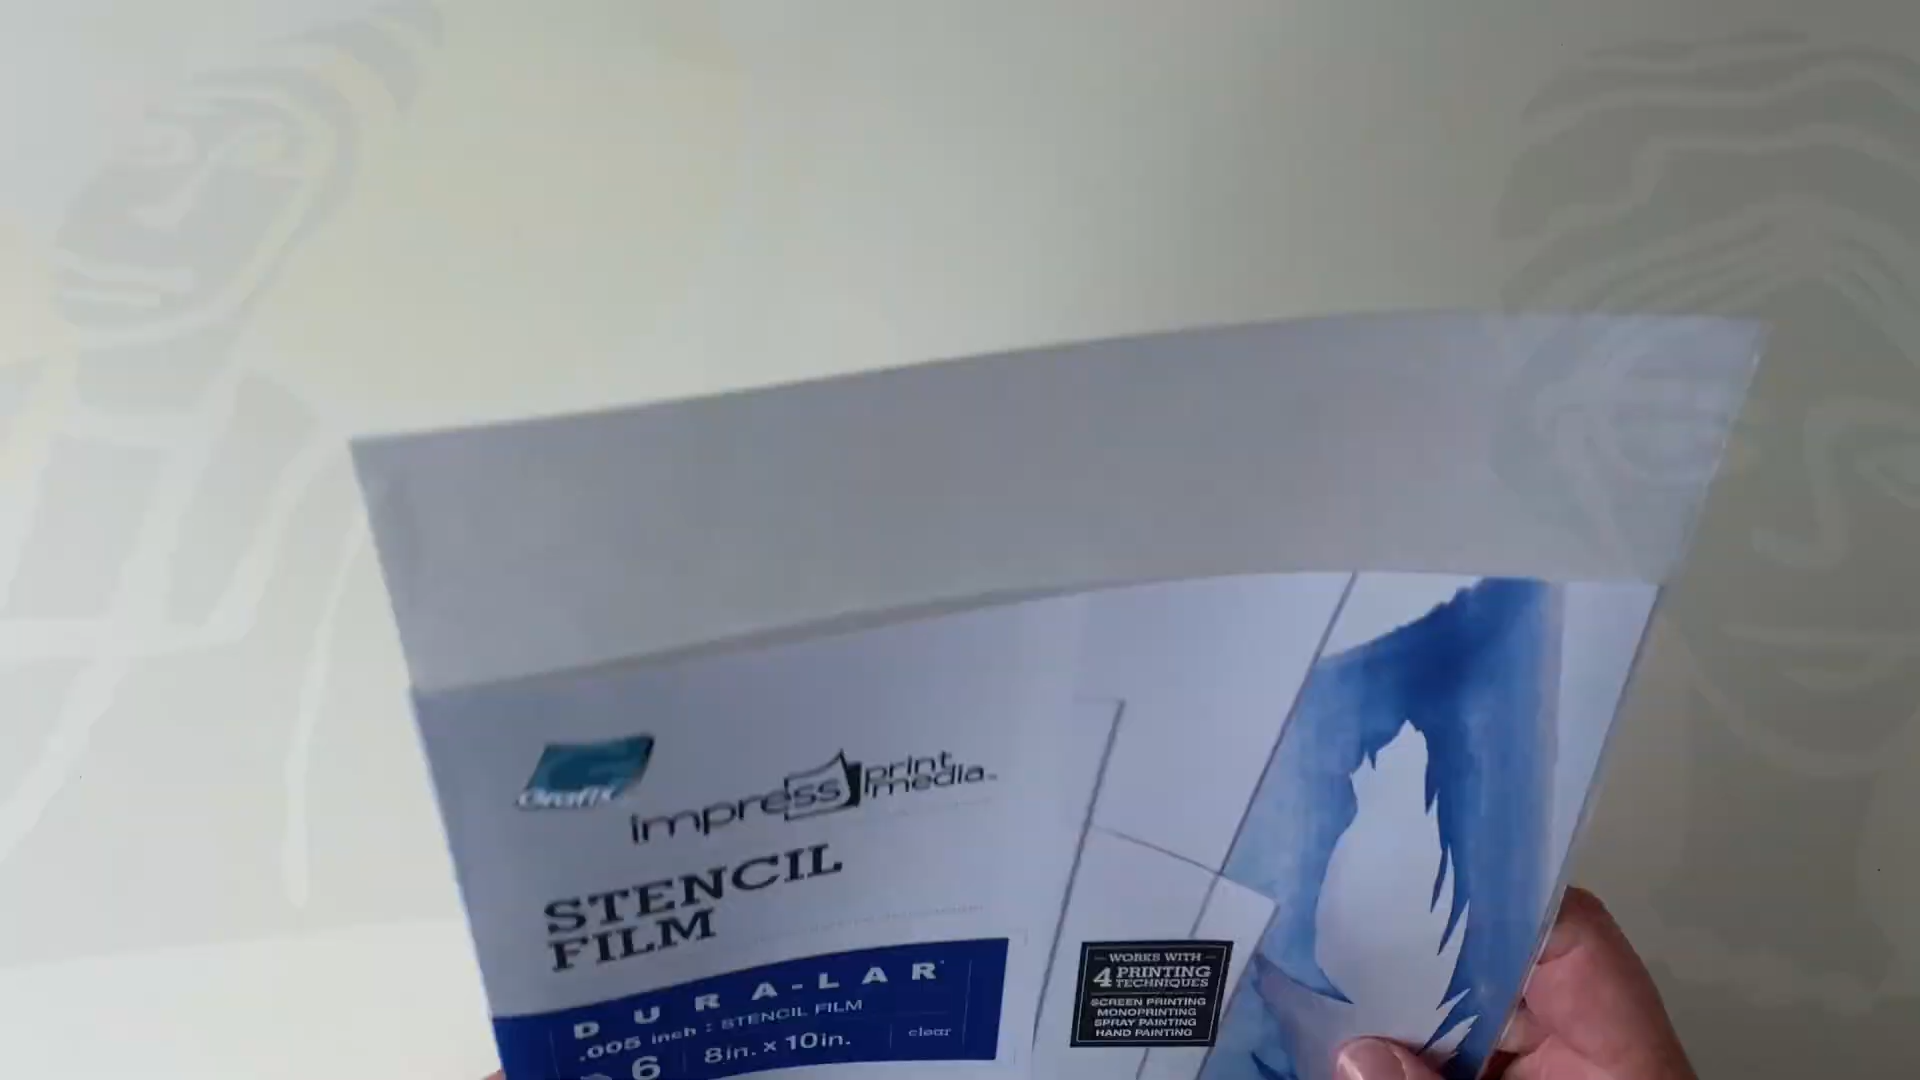 Grafix
impress print media™
STENCIL
FILM
DURA-LAR
.005 inch : STENCIL FILM
6 8in. x 10in. clear
WORKS WITH
4 PRINTING
TECHNIQUES
SCREEN PRINTING
MONOPRINTING
SPRAY PAINTING
HAND PAINTING